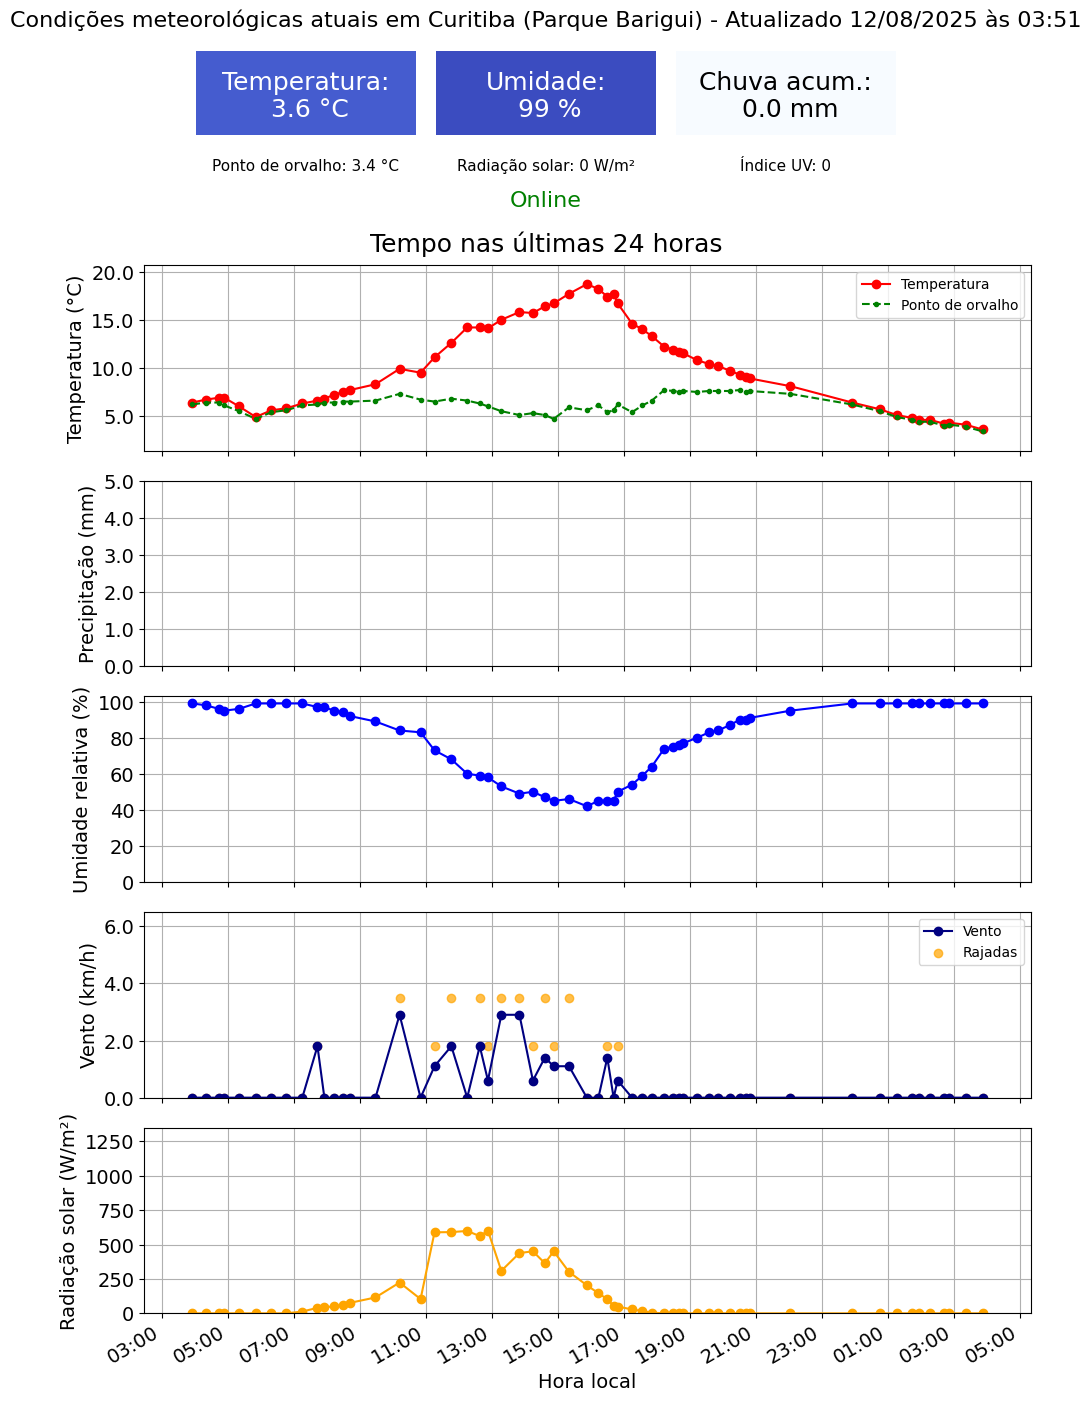 Condições meteorológicas atuais em Curitiba (Parque Barigui) - Atualizado 12/08/2025 às 03:51
Temperatura:
3.6 °C
Umidade:
99 %
Chuva acum.:
0.0 mm
Ponto de orvalho: 3.4 °C
Radiação solar: 0 W/m²
Índice UV: 0
Online
Tempo nas últimas 24 horas
Temperatura (°C)
20.0
15.0
10.0
5.0
Temperatura
Ponto de orvalho
Precipitação (mm)
5.0
4.0
3.0
2.0
1.0
0.0
Umidade relativa (%)
100
80
60
40
20
0
Vento (km/h)
6.0
4.0
2.0
0.0
Vento
Rajadas
Radiação solar (W/m²)
1250
1000
750
500
250
0
03:00
05:00
07:00
09:00
11:00
13:00
15:00
17:00
19:00
21:00
23:00
01:00
03:00
05:00
Hora local